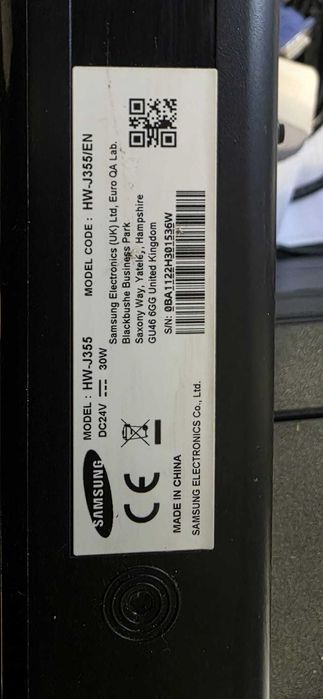 SAMSUNG
MODEL : HW-J355 MODEL CODE : HW-J355/EN
DC24V 30W
Samsung Electronics (UK) Ltd, Euro QA Lab.
Blackbushe Business Park
Saxony Way, Yateley, Hampshire
GU46 6GG United Kingdom
S/N: 0BA1122H301536W
CE
MADE IN CHINA
SAMSUNG ELECTRONICS Co., Ltd.